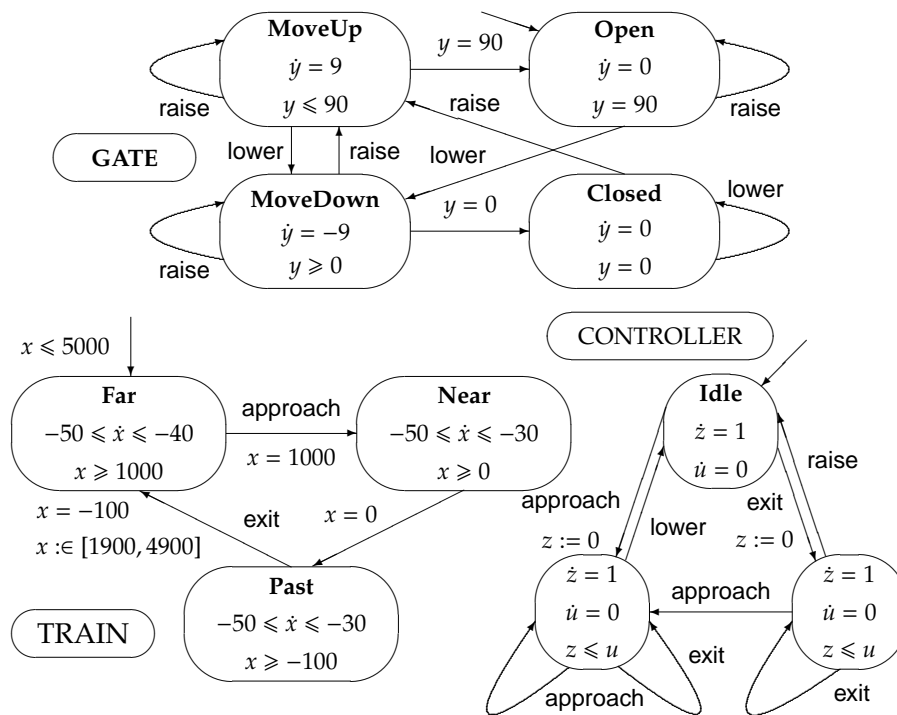 MoveUp
ẏ = 9
y ⩽ 90
raise
y = 90
Open
ẏ = 0
y = 90
raise
raise
GATE
lower
raise
lower
MoveDown
ẏ = −9
y ⩾ 0
raise
y = 0
Closed
ẏ = 0
y = 0
lower
x ⩽ 5000
CONTROLLER
Far
−50 ⩽ ẋ ⩽ −40
x ⩾ 1000
approach
x = 1000
Near
−50 ⩽ ẋ ⩽ −30
x ⩾ 0
x = −100
x :∈ [1900, 4900]
exit
x = 0
Past
−50 ⩽ ẋ ⩽ −30
x ⩾ −100
TRAIN
Idle
ż = 1
u̇ = 0
approach
z := 0
lower
exit
z := 0
raise
ż = 1
u̇ = 0
z ⩽ u
approach
ż = 1
u̇ = 0
z ⩽ u
approach
exit
exit